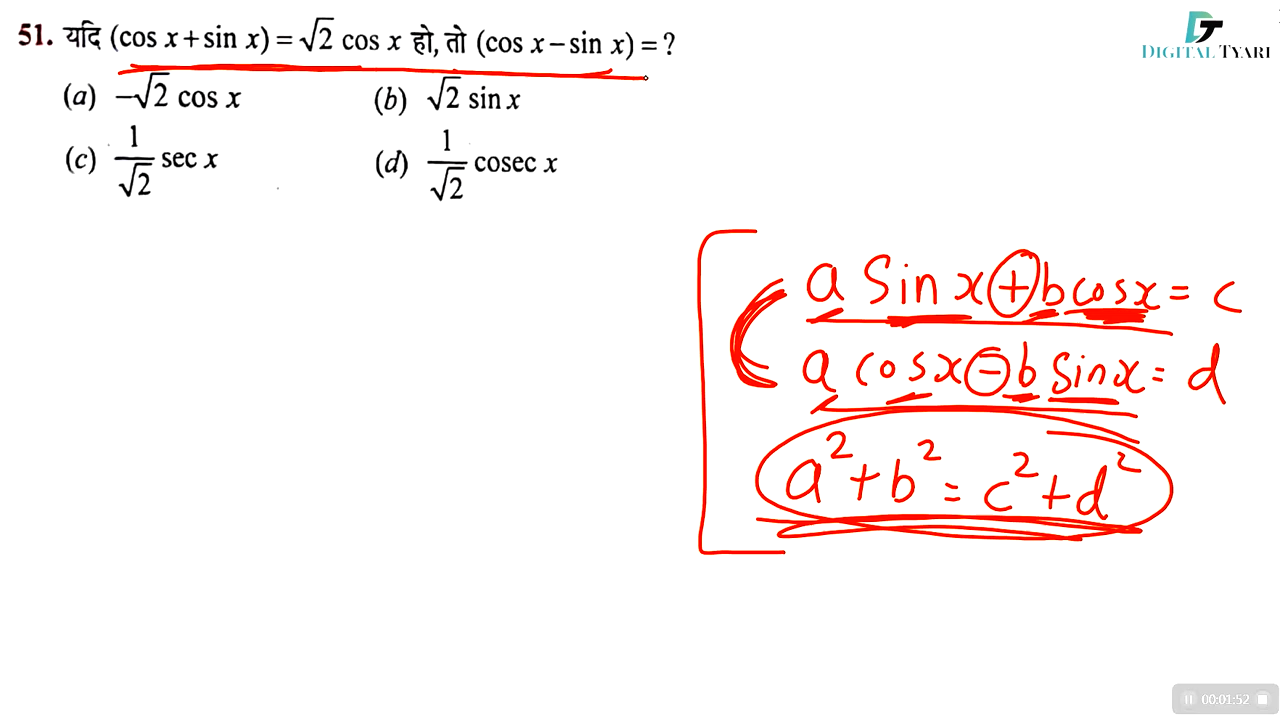 51. यदि (cos x + sin x) = √2 cos x हो, तो (cos x − sin x) = ?
(a) −√2 cos x (b) √2 sin x
(c) 1/√2 sec x (d) 1/√2 cosec x
DT
DIGITAL TYARI
a sin x + b cos x = c
a cos x − b sin x = d
a² + b² = c² + d²
00:01:52